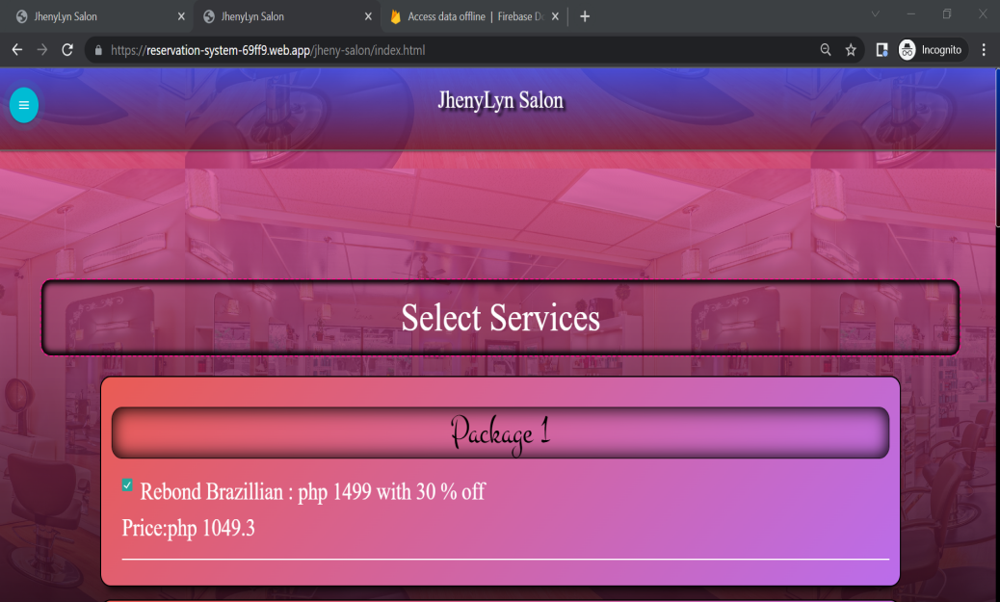 JhenyLyn Salon
JhenyLyn Salon
Access data offline | Firebase D
https://reservation-system-69ff9.web.app/jheny-salon/index.html
Incognito
JhenyLyn Salon
Select Services
Package 1
Rebond Brazillian : php 1499 with 30 % off
Price:php 1049.3